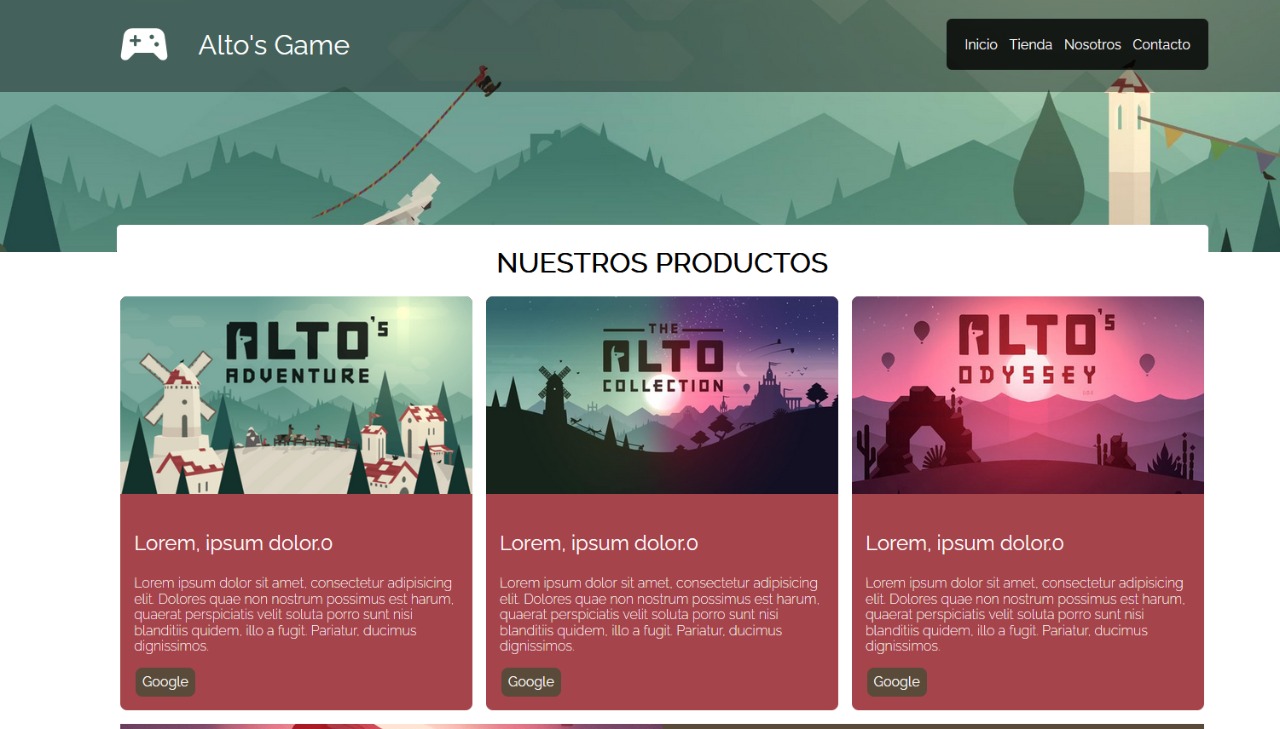 Alto's Game
Inicio Tienda Nosotros Contacto
NUESTROS PRODUCTOS
ALTO'S
ADVENTURE
THE
ALTO
COLLECTION
ALTO'S
ODYSSEY
Lorem, ipsum dolor.0
Lorem ipsum dolor sit amet, consectetur adipisicing
elit. Dolores quae non nostrum possimus est harum,
quaerat perspiciatis velit soluta porro sunt nisi
blanditiis quidem, illo a fugit. Pariatur, ducimus
dignissimos.
Google
Lorem, ipsum dolor.0
Lorem ipsum dolor sit amet, consectetur adipisicing
elit. Dolores quae non nostrum possimus est harum,
quaerat perspiciatis velit soluta porro sunt nisi
blanditiis quidem, illo a fugit. Pariatur, ducimus
dignissimos.
Google
Lorem, ipsum dolor.0
Lorem ipsum dolor sit amet, consectetur adipisicing
elit. Dolores quae non nostrum possimus est harum,
quaerat perspiciatis velit soluta porro sunt nisi
blanditiis quidem, illo a fugit. Pariatur, ducimus
dignissimos.
Google